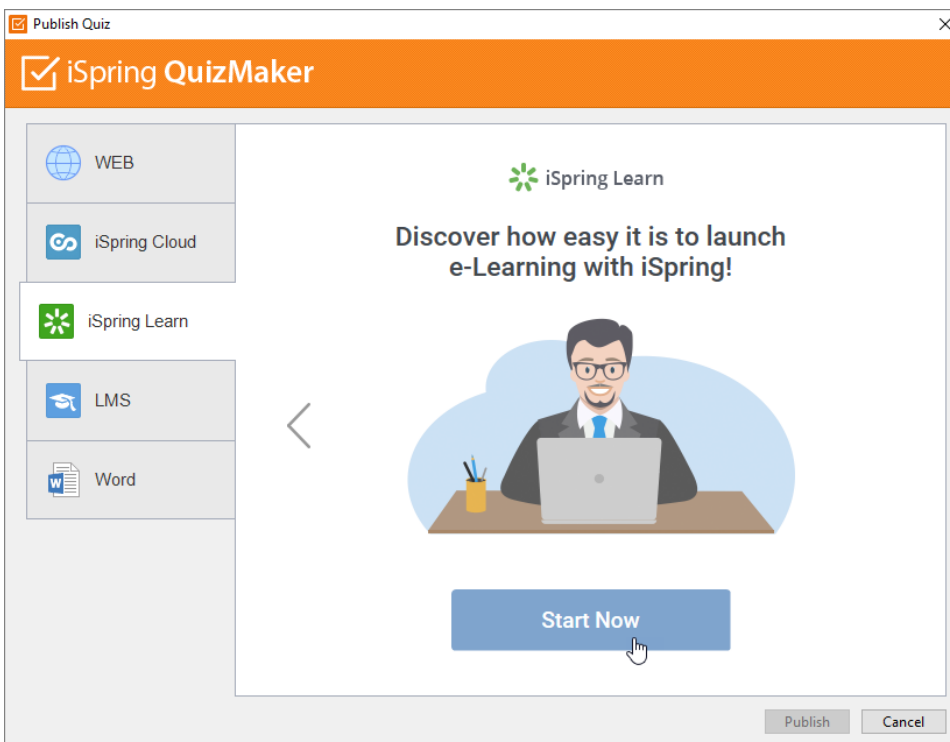 Publish Quiz
iSpring QuizMaker
WEB
iSpring Cloud
iSpring Learn
LMS
Word
iSpring Learn
Discover how easy it is to launch
e-Learning with iSpring!
Start Now
Publish
Cancel